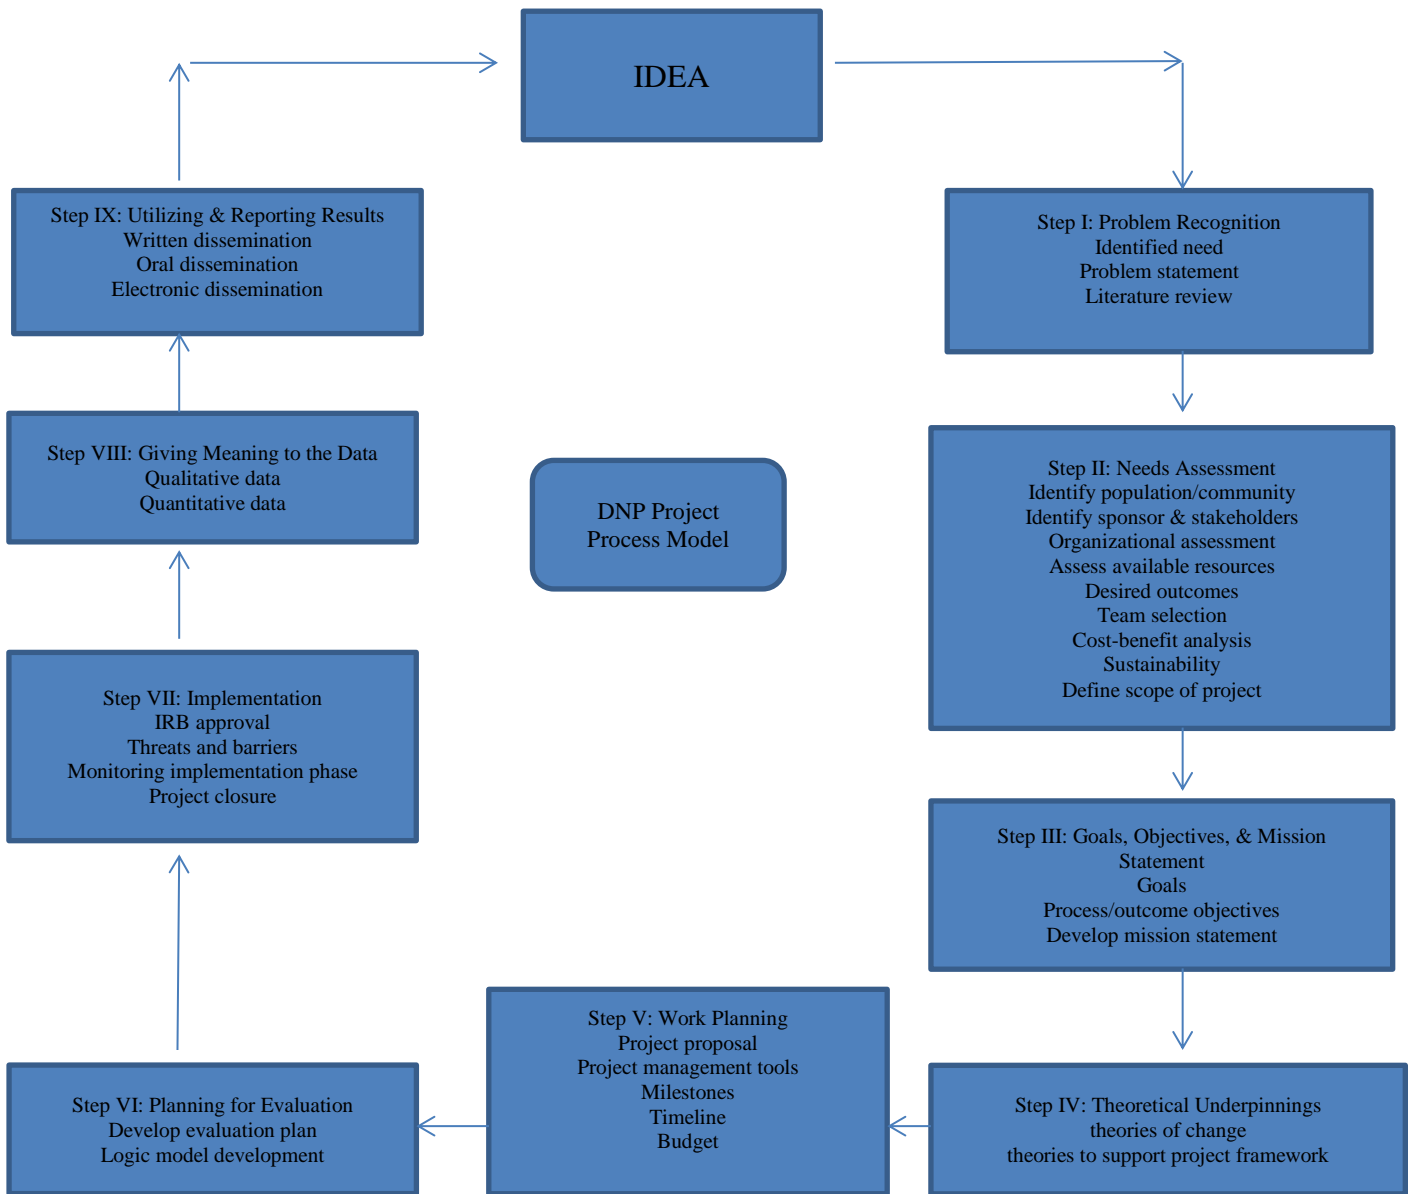 IDEA
Step I: Problem Recognition
Identified need
Problem statement
Literature review
Step II: Needs Assessment
Identify population/community
Identify sponsor & stakeholders
Organizational assessment
Assess available resources
Desired outcomes
Team selection
Cost-benefit analysis
Sustainability
Define scope of project
Step III: Goals, Objectives, & Mission
Statement
Goals
Process/outcome objectives
Develop mission statement
Step IV: Theoretical Underpinnings
theories of change
theories to support project framework
Step V: Work Planning
Project proposal
Project management tools
Milestones
Timeline
Budget
Step VI: Planning for Evaluation
Develop evaluation plan
Logic model development
Step VII: Implementation
IRB approval
Threats and barriers
Monitoring implementation phase
Project closure
Step VIII: Giving Meaning to the Data
Qualitative data
Quantitative data
Step IX: Utilizing & Reporting Results
Written dissemination
Oral dissemination
Electronic dissemination
DNP Project
Process Model